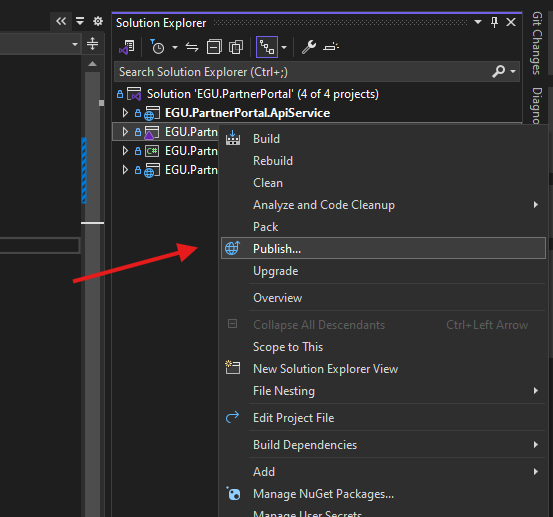 Solution Explorer
Search Solution Explorer (Ctrl+;)
Solution 'EGU.PartnerPortal' (4 of 4 projects)
EGU.PartnerPortal.ApiService
EGU.Partn
EGU.Partn
C#
EGU.Partn
Build
Rebuild
Clean
Analyze and Code Cleanup
Pack
Publish...
Upgrade
Overview
Collapse All Descendants Ctrl+Left Arrow
Scope to This
New Solution Explorer View
File Nesting
Edit Project File
Build Dependencies
Add
Manage NuGet Packages...
Manage User Secrets
Git Changes
Diagno